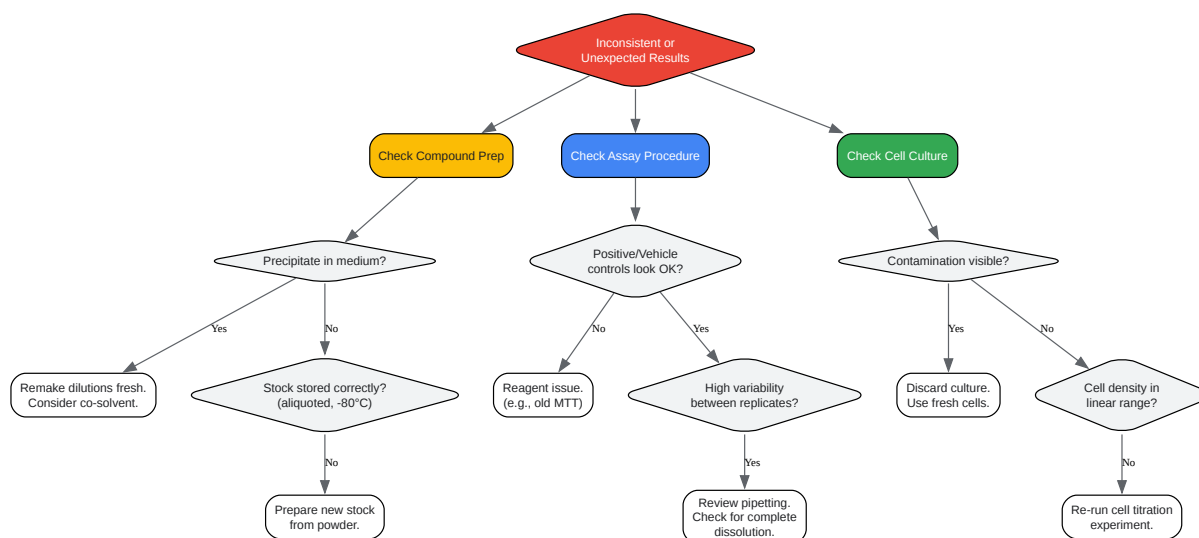 Inconsistent or
Unexpected Results
Check Compound Prep
Check Assay Procedure
Check Cell Culture
Precipitate in medium?
Positive/Vehicle
controls look OK?
Contamination visible?
Yes
No
No
Yes
Yes
No
Remake dilutions fresh.
Consider co-solvent.
Stock stored correctly?
(aliquoted, -80°C)
Reagent issue.
(e.g., old MTT)
High variability
between replicates?
Discard culture.
Use fresh cells.
Cell density in
linear range?
No
Yes
No
Prepare new stock
from powder.
Review pipetting.
Check for complete
dissolution.
Re-run cell titration
experiment.